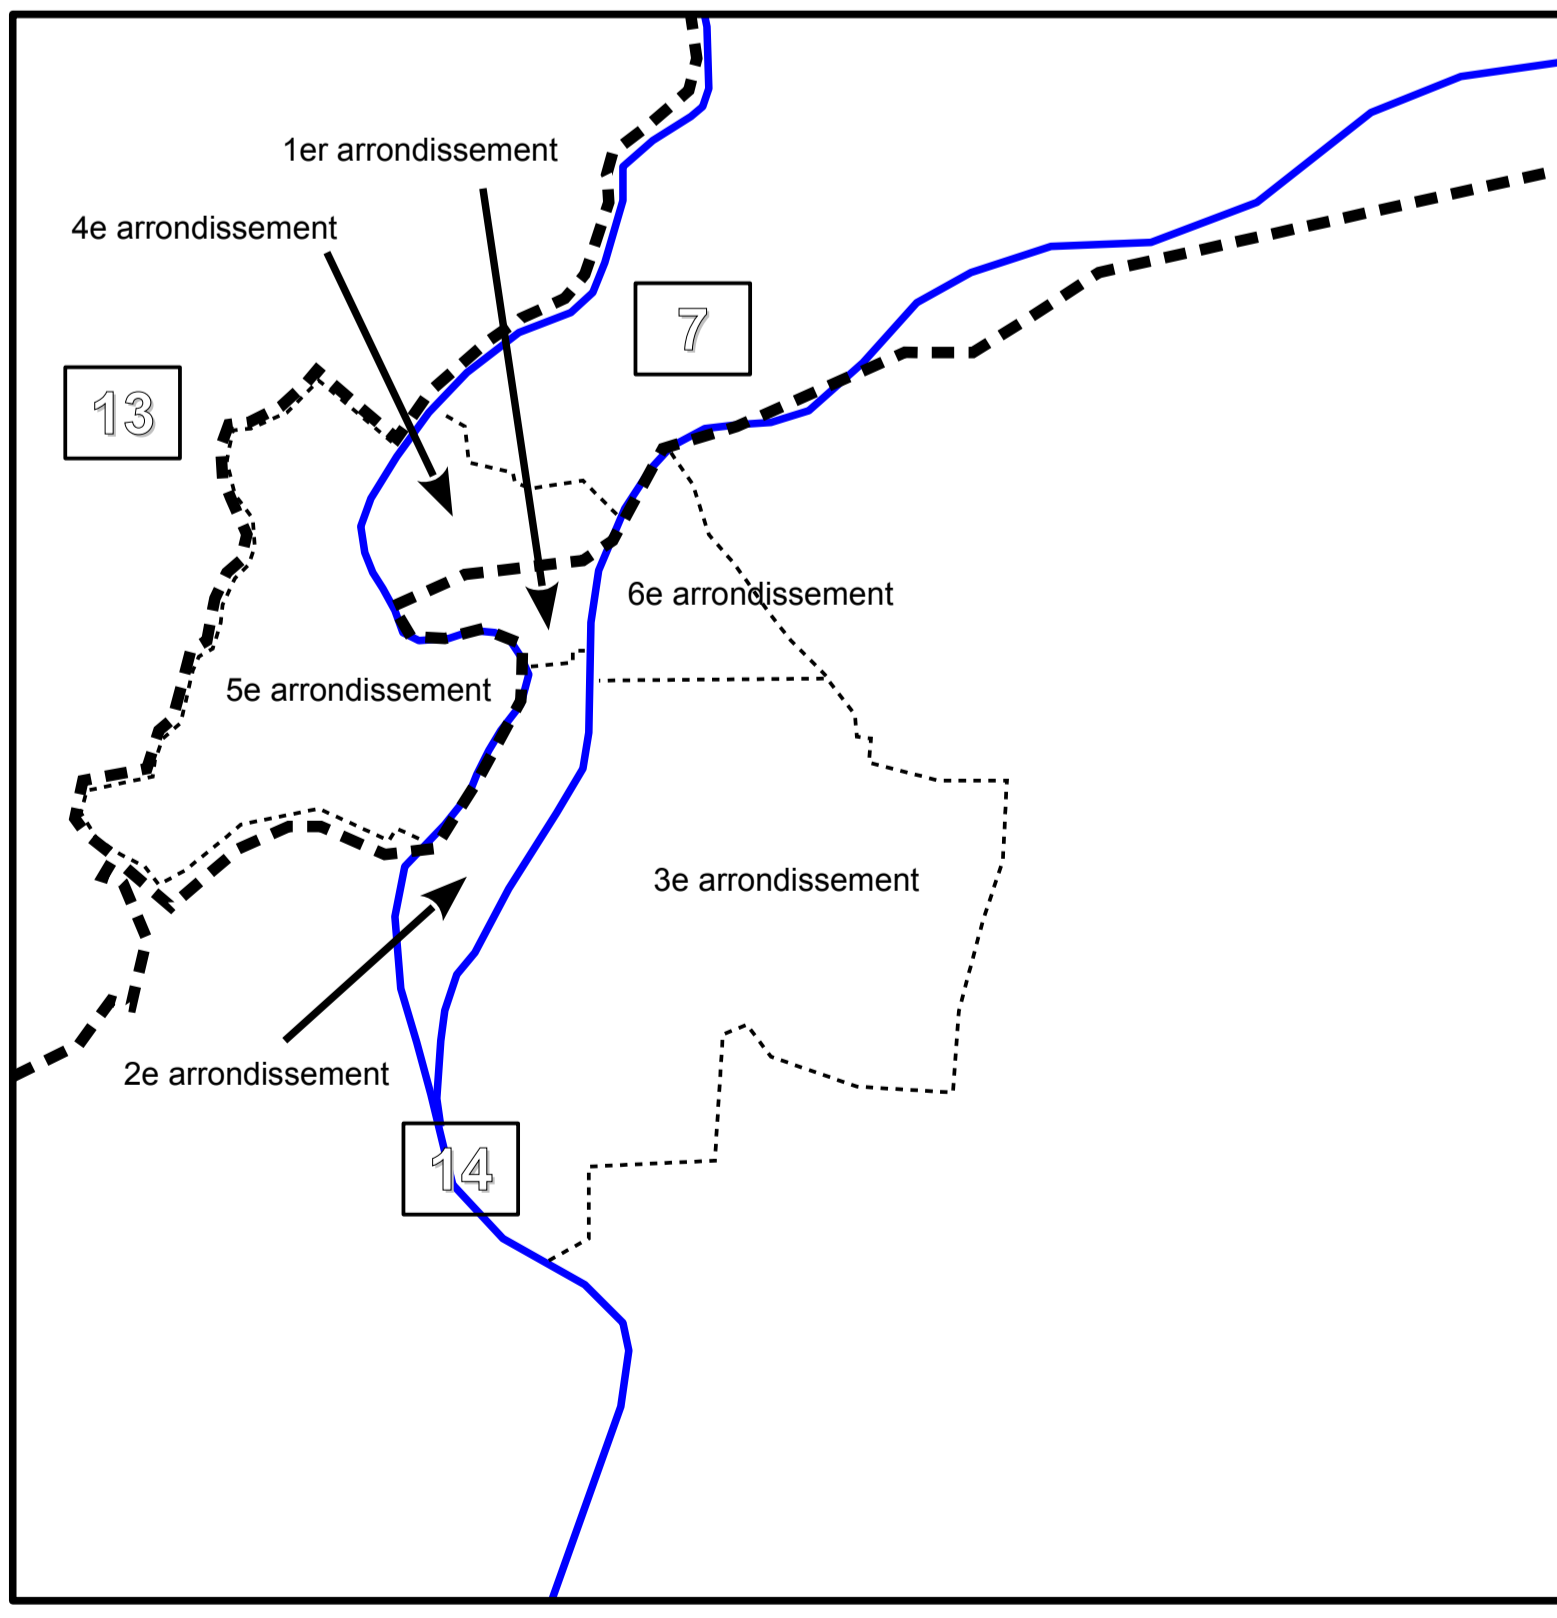 1er arrondissement
4e arrondissement
7
13
6e arrondissement
5e arrondissement
3e arrondissement
2e arrondissement
14